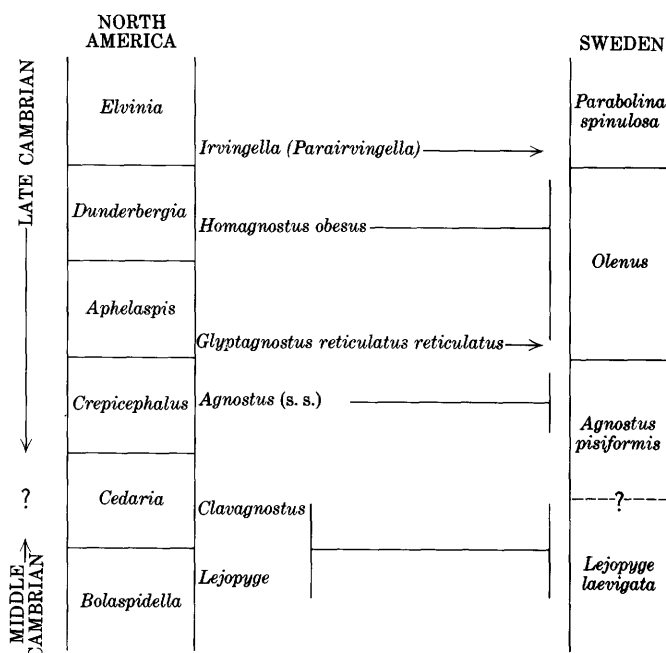 NORTH
AMERICA
SWEDEN
LATE CAMBRIAN
?
MIDDLE
CAMBRIAN
Elvinia
Dunderbergia
Aphelaspis
Crepicephalus
Cedaria
Bolaspidella
Irvingella (Parairvingella)
Homagnostus obesus
Glyptagnostus reticulatus reticulatus
Agnostus (s. s.)
Clavagnostus
Lejopyge
Parabolina
spinulosa
Olenus
Agnostus
pisiformis
?
Lejopyge
laevigata